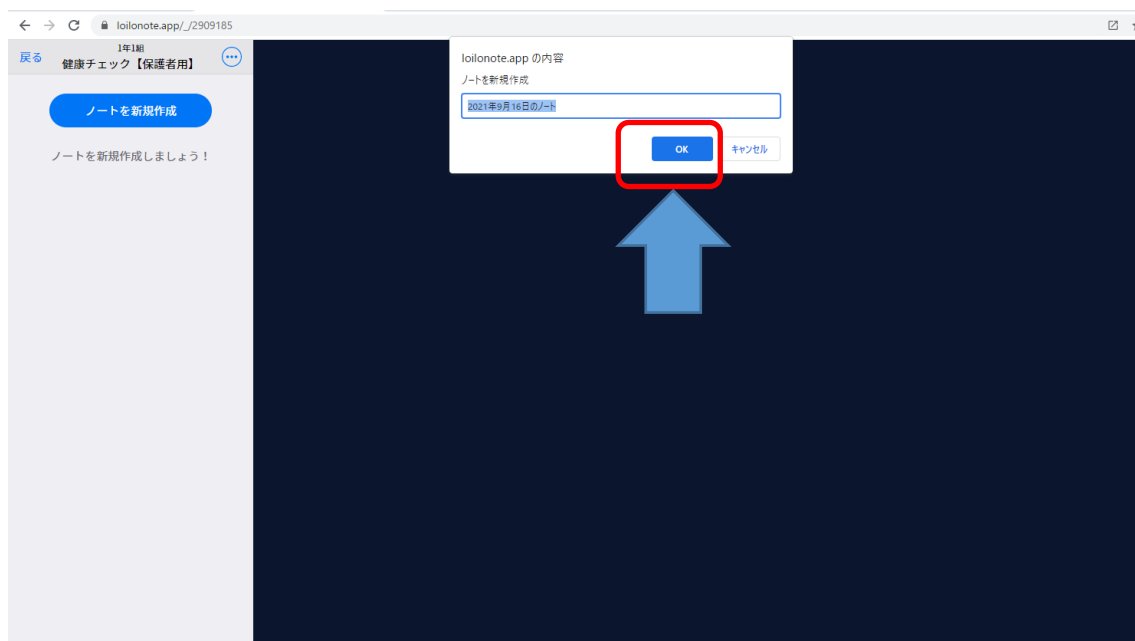 loilonote.app/_/2909185
戻る
1年1組
健康チェック【保護者用】
ノートを新規作成
ノートを新規作成しましょう!
loilonote.app の内容
ノートを新規作成
2021年9月16日のノート
OK
キャンセル